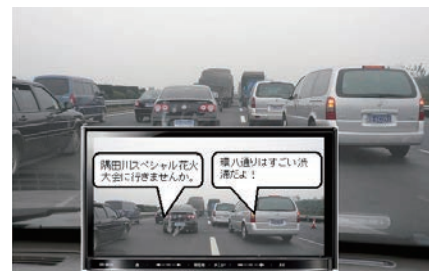 隅田川スペシャル花火
大会に行きませんか。
環八通りはすごい渋
滞だよ！